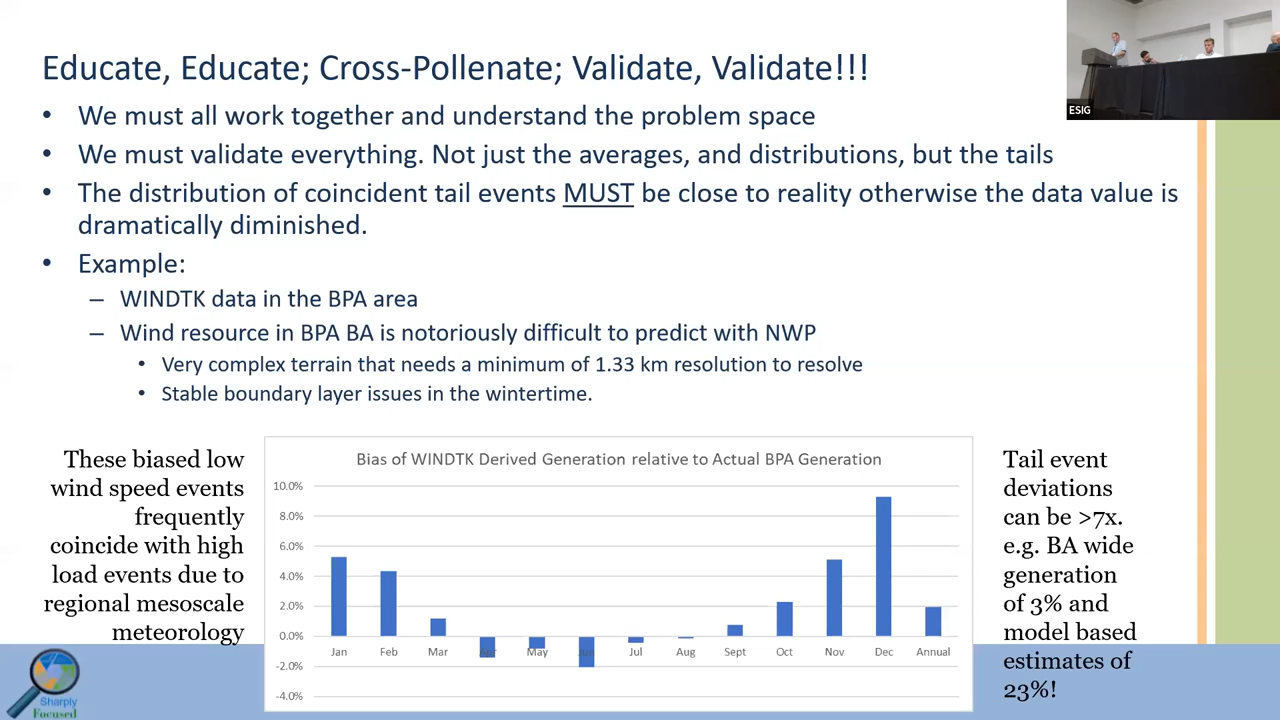 ESIG
Educate, Educate; Cross-Pollenate; Validate, Validate!!!
• We must all work together and understand the problem space
• We must validate everything. Not just the averages, and distributions, but the tails
• The distribution of coincident tail events MUST be close to reality otherwise the data value is
dramatically diminished.
• Example:
– WINDTK data in the BPA area
– Wind resource in BPA BA is notoriously difficult to predict with NWP
• Very complex terrain that needs a minimum of 1.33 km resolution to resolve
• Stable boundary layer issues in the wintertime.
These biased low
wind speed events
frequently
coincide with high
load events due to
regional mesoscale
meteorology
Bias of WINDTK Derived Generation relative to Actual BPA Generation
10.0%
8.0%
6.0%
4.0%
2.0%
0.0%
-2.0%
-4.0%
Jan Feb Mar Apr May Jun Jul Aug Sept Oct Nov Dec Annual
Tail event
deviations
can be >7x.
e.g. BA wide
generation
of 3% and
model based
estimates of
23%!
Sharply
Focused